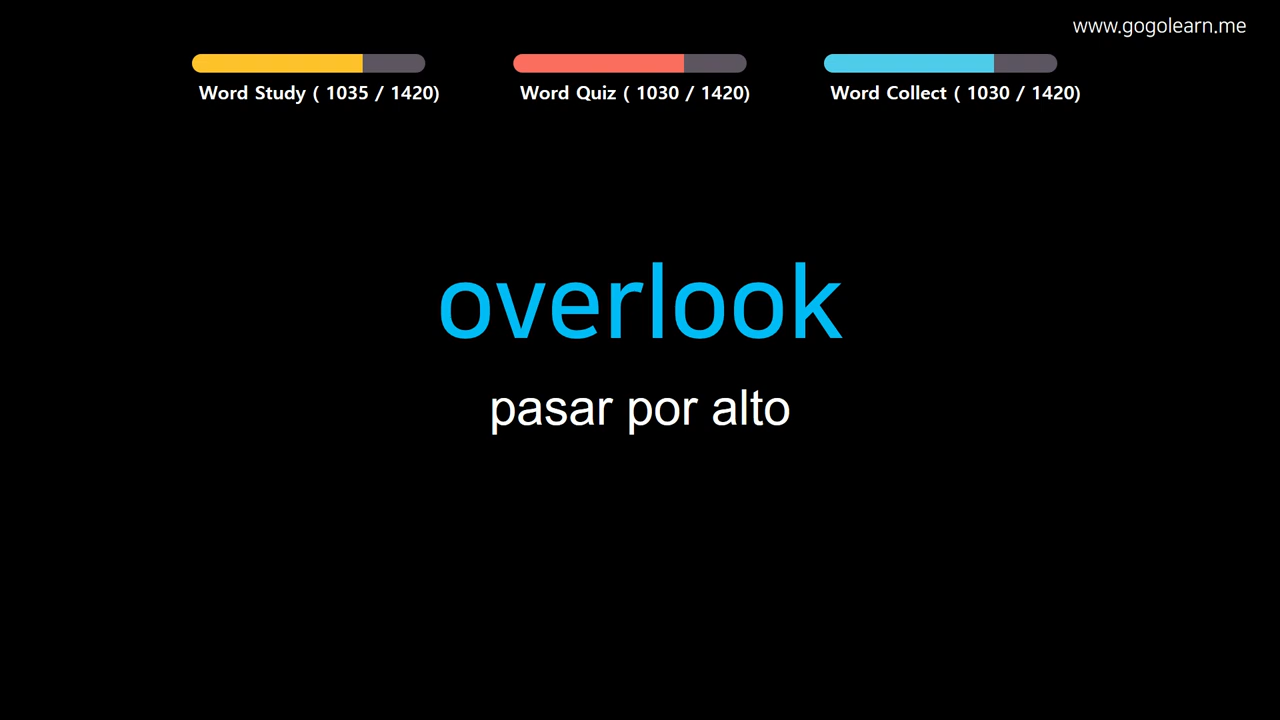 www.gogolearn.me
Word Study ( 1035 / 1420)
Word Quiz ( 1030 / 1420)
Word Collect ( 1030 / 1420)
overlook
pasar por alto